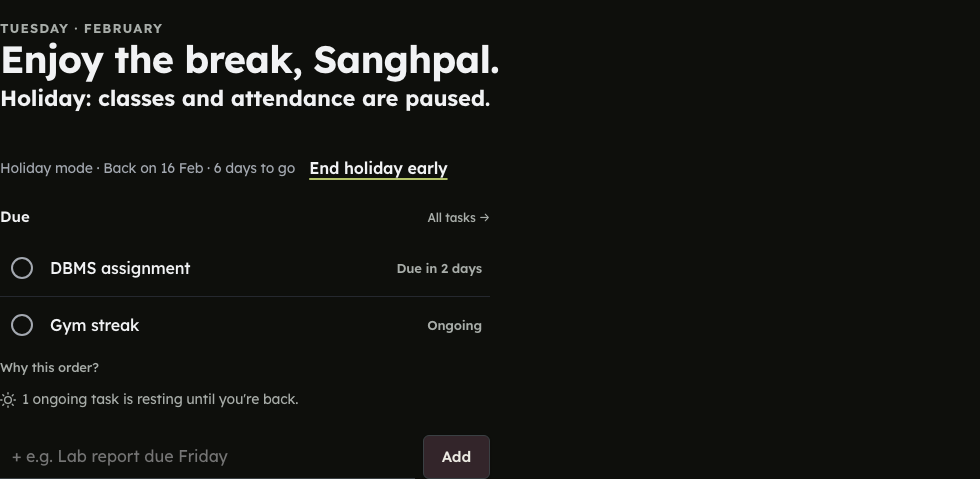 TUESDAY · FEBRUARY
Enjoy the break, Sanghpal.
Holiday: classes and attendance are paused.
Holiday mode · Back on 16 Feb · 6 days to go End holiday early
Due All tasks →
DBMS assignment Due in 2 days
Gym streak Ongoing
Why this order?
1 ongoing task is resting until you're back.
+ e.g. Lab report due Friday Add